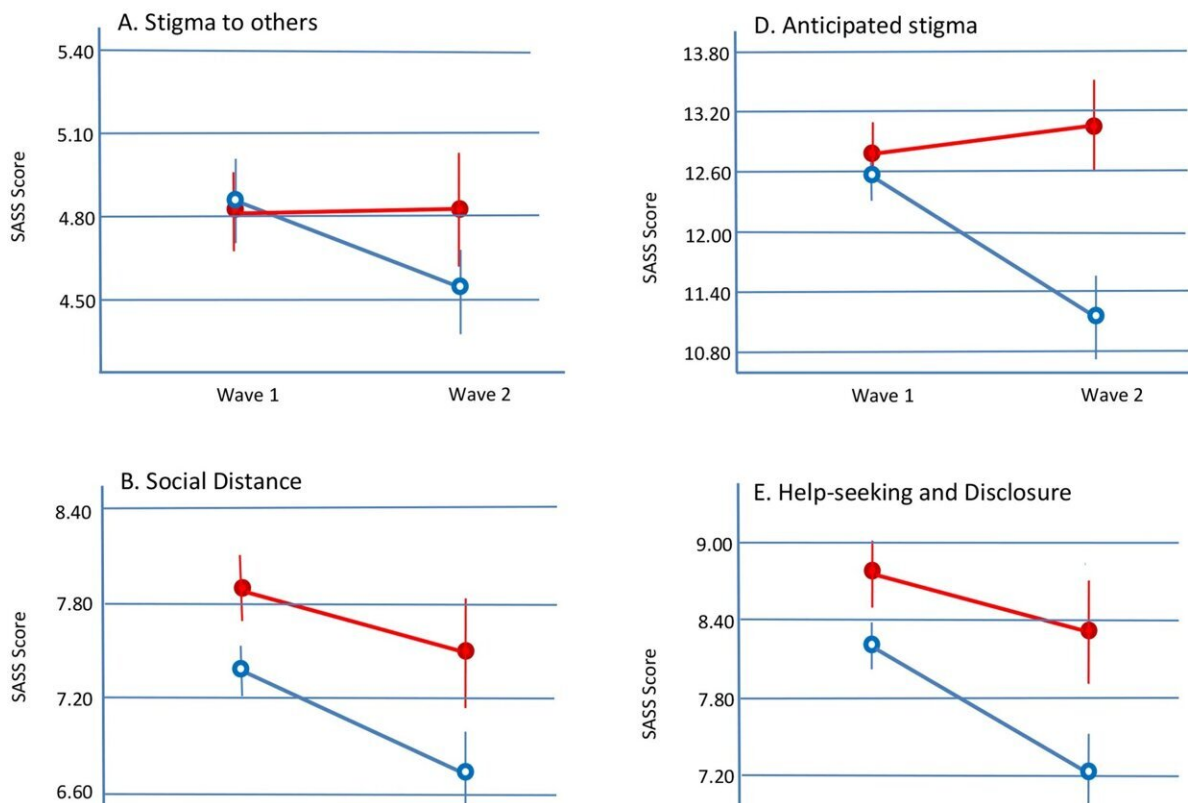 A. Stigma to others
5.40
5.10
4.80
4.50
SASS Score
Wave 1
Wave 2
D. Anticipated stigma
13.80
13.20
12.60
12.00
11.40
10.80
SASS Score
Wave 1
Wave 2
B. Social Distance
8.40
7.80
7.20
6.60
SASS Score
E. Help-seeking and Disclosure
9.00
8.40
7.80
7.20
SASS Score